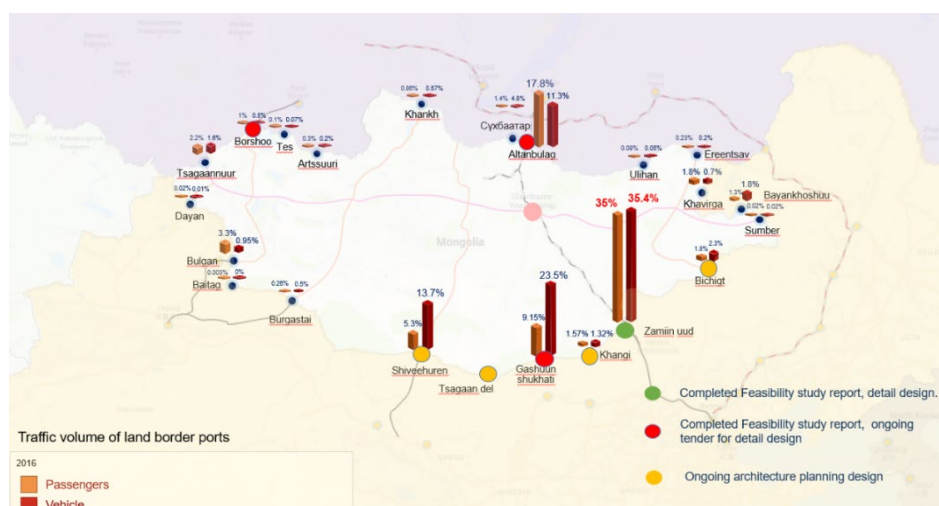 17.8%
11.3%
0.06% 0.67%
Khankh
1.4% 4.8%
Сүхбаатар
Altanbulag
1% 0.6%
Borshoo
0.1% 0.07%
Tes
0.3% 0.2%
Artssuuri
2.2% 1.6%
Tsagaannuur
0.02% 0.01%
Dayan
0.23% 0.2%
Ereentsav
Ulihan
1.8% 0.7%
Khavirga
1.3% 1.8%
Bayankhoshuu
0.02% 0.02%
Sumber
35% 35.4%
Mongolia
3.3% 0.95%
Bulgan
0.003% 0%
Baitag
0.26% 0.5%
Burgastai
1.8% 2.3%
Bichigt
13.7%
5.3%
Shiveehuren
Tsagaan del
23.5%
9.15%
Gashuun
shukhati
1.57% 1.32%
Khangi
Zamiin uud
Completed Feasibility study report, detail design.
Completed Feasibility study report, ongoing
tender for detail design
Ongoing architecture planning design
Traffic volume of land border ports
2016
Passengers
Vehicle